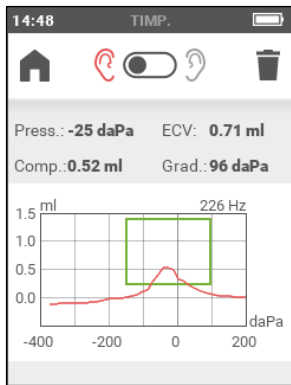 14:48 TIMP.
Press.: -25 daPa ECV: 0.71 ml
Comp.: 0.52 ml Grad.: 96 daPa
ml 226 Hz
1.5
1.0
0.5
0.0
daPa
-400 -200 0 200